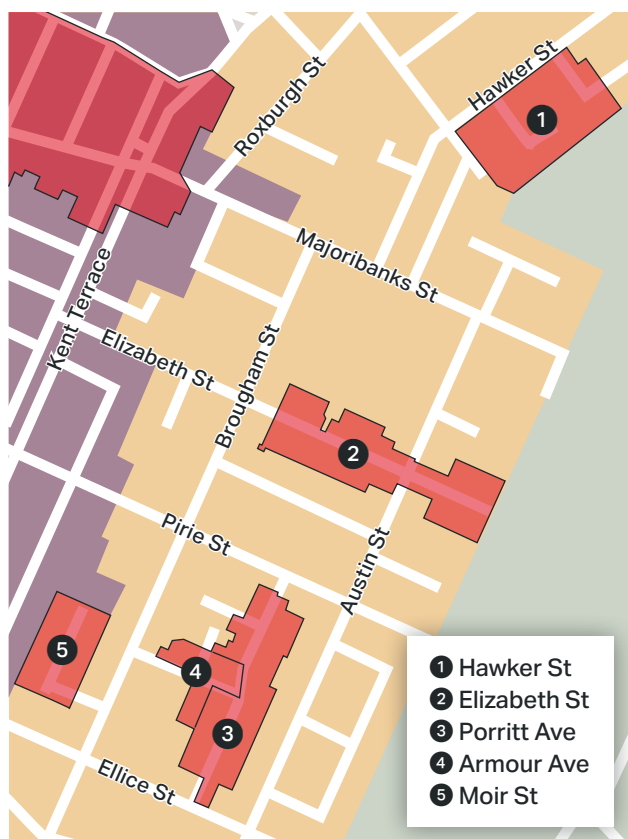 Hawker St
1
Roxburgh St
Majoribanks St
Kent Terrace
Elizabeth St
Brougham St
2
Pirie St
Austin St
5
4
3
Ellice St
1 Hawker St
2 Elizabeth St
3 Porritt Ave
4 Armour Ave
5 Moir St